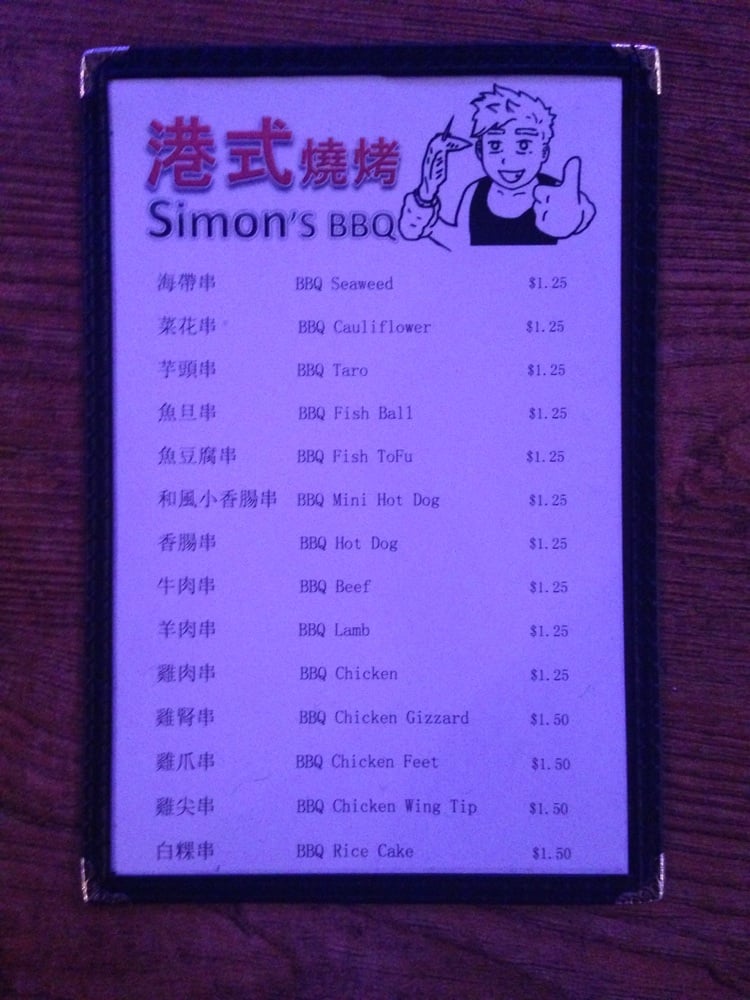 港式燒烤
Simon's BBQ
海帶串 BBQ Seaweed $1.25
菜花串 BBQ Cauliflower $1.25
芋頭串 BBQ Taro $1.25
魚旦串 BBQ Fish Ball $1.25
魚豆腐串 BBQ Fish ToFu $1.25
和風小香腸串 BBQ Mini Hot Dog $1.25
香腸串 BBQ Hot Dog $1.25
牛肉串 BBQ Beef $1.25
羊肉串 BBQ Lamb $1.25
雞肉串 BBQ Chicken $1.25
雞腎串 BBQ Chicken Gizzard $1.50
雞爪串 BBQ Chicken Feet $1.50
雞尖串 BBQ Chicken Wing Tip $1.50
白粿串 BBQ Rice Cake $1.50